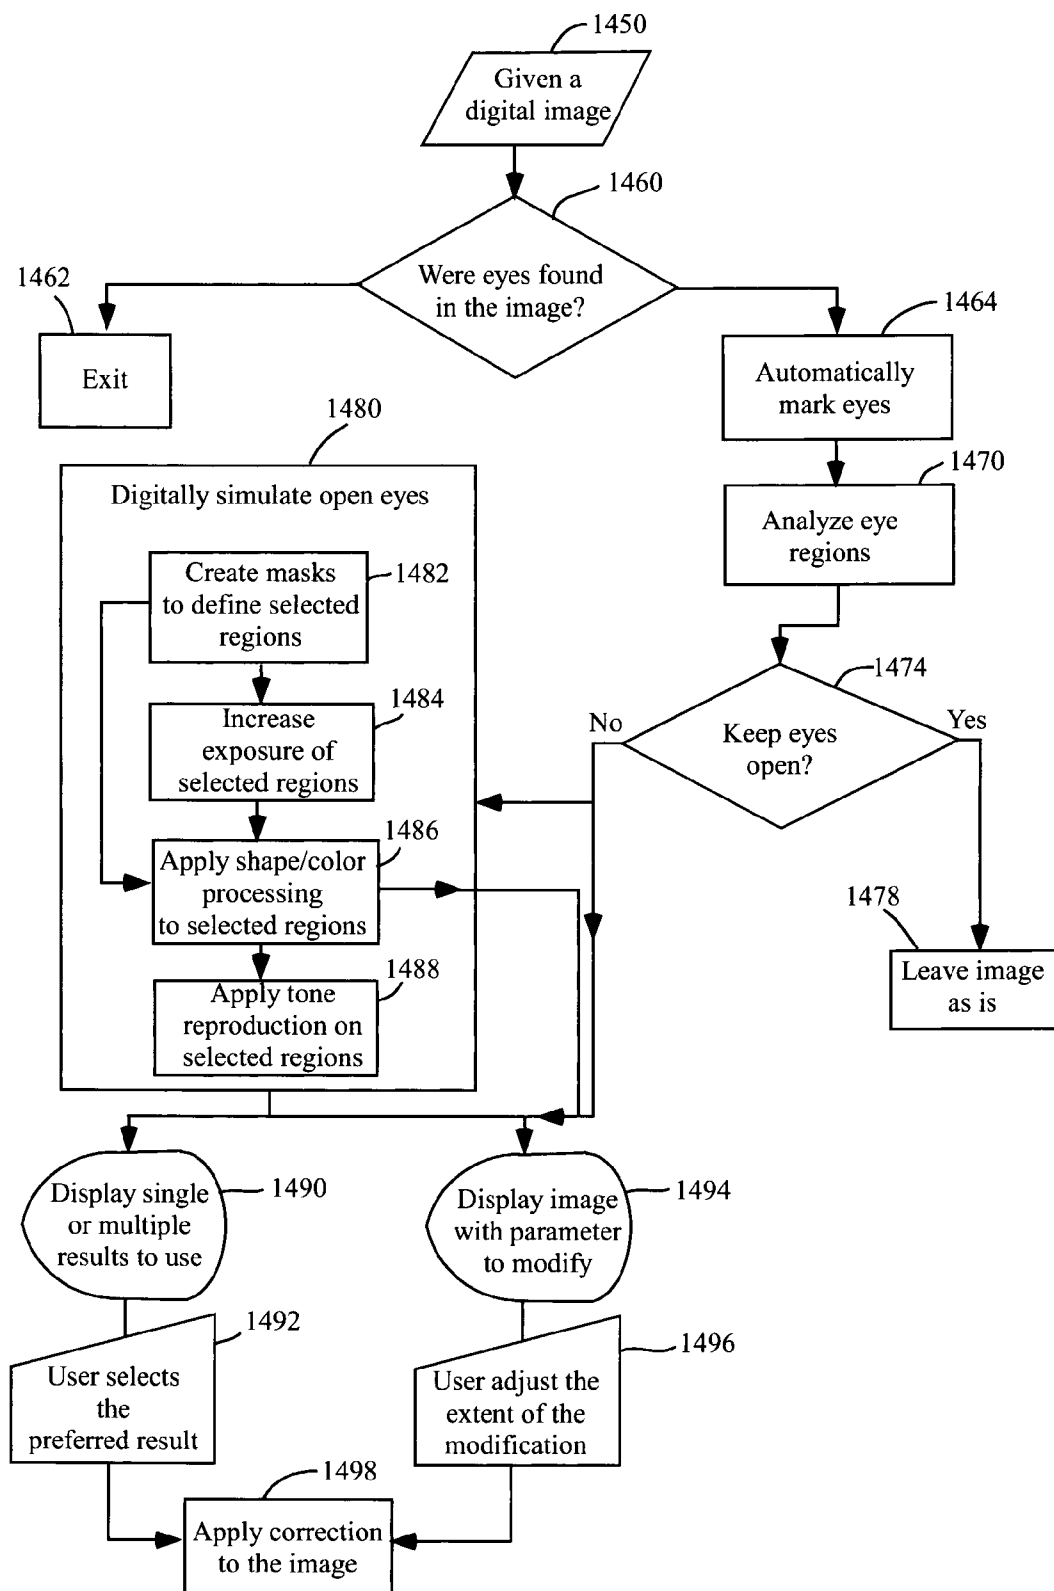 1450
Given a
digital image
1460
Were eyes found
in the image?
1462
Exit
1464
Automatically
mark eyes
1470
Analyze eye
regions
1474
No
Yes
Keep eyes
open?
1478
Leave image
as is
1480
Digitally simulate open eyes
1482
Create masks
to define selected
regions
1484
Increase
exposure of
selected regions
1486
Apply shape/color
processing
to selected regions
1488
Apply tone
reproduction on
selected regions
1490
Display single
or multiple
results to use
1494
Display image
with parameter
to modify
1492
User selects
the
preferred result
1496
User adjust the
extent of the
modification
1498
Apply correction
to the image